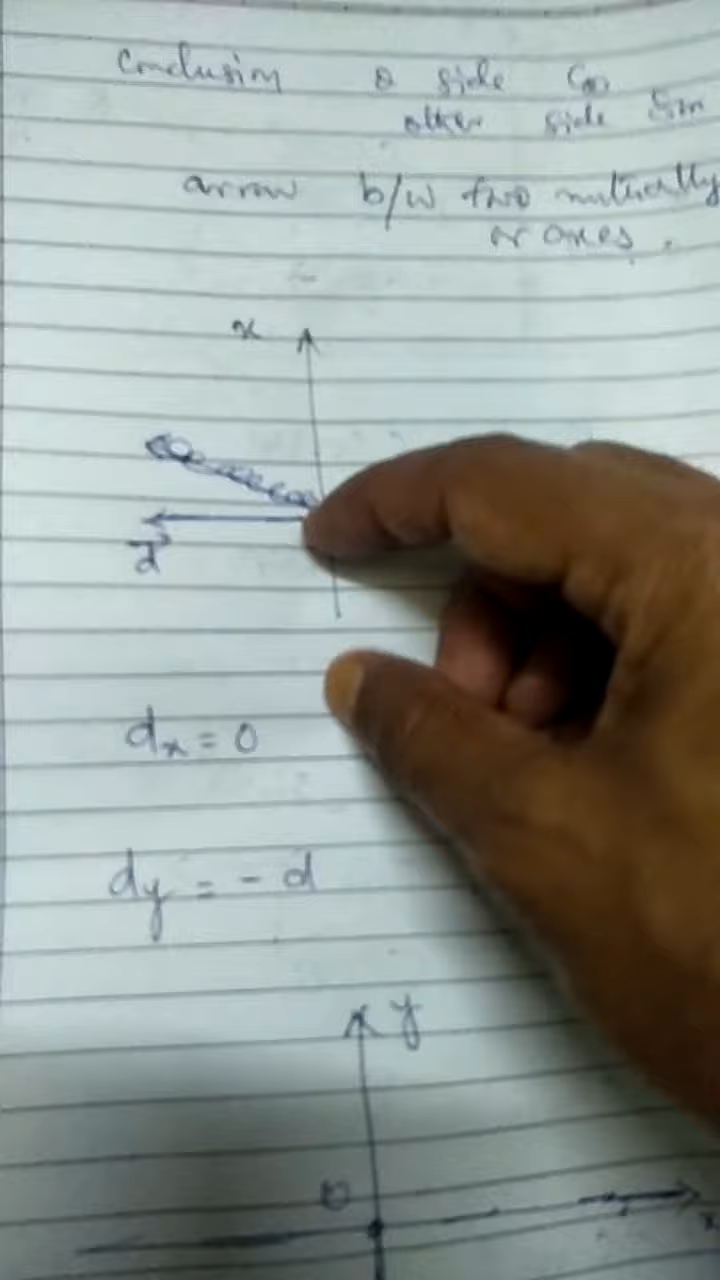 Conclusion θ side Cos
other side Sin
arrow b/w two mutually
axes.
x
d
dx = 0
dy = - d
y
x